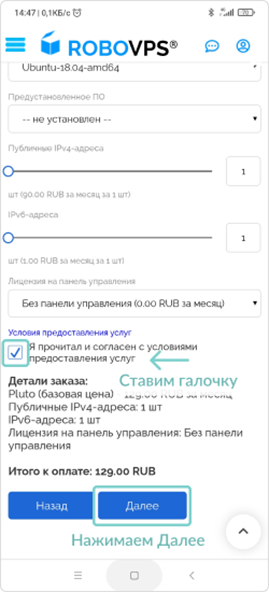 14:47 | 0,1КБ/с
70
ROBOVPS®
Ubuntu-18.04-amd64
Предустановленное ПО
-- не установлен --
Публичные IPv4-адреса
1
шт (90.00 RUB за месяц за 1 шт)
IPv6-адреса
1
шт (1.00 RUB за месяц за 1 шт)
Лицензия на панель управления
Без панели управления (0.00 RUB за месяц)
Условия предоставления услуг
Я прочитал и согласен с условиями
предоставления услуг
Ставим галочку
Детали заказа:
Pluto (базовая цена) - 129.00 RUB за месяц
Публичные IPv4-адреса: 1 шт
IPv6-адреса: 1 шт
Лицензия на панель управления: Без панели
управления
Итого к оплате: 129.00 RUB
Назад
Далее
Нажимаем Далее